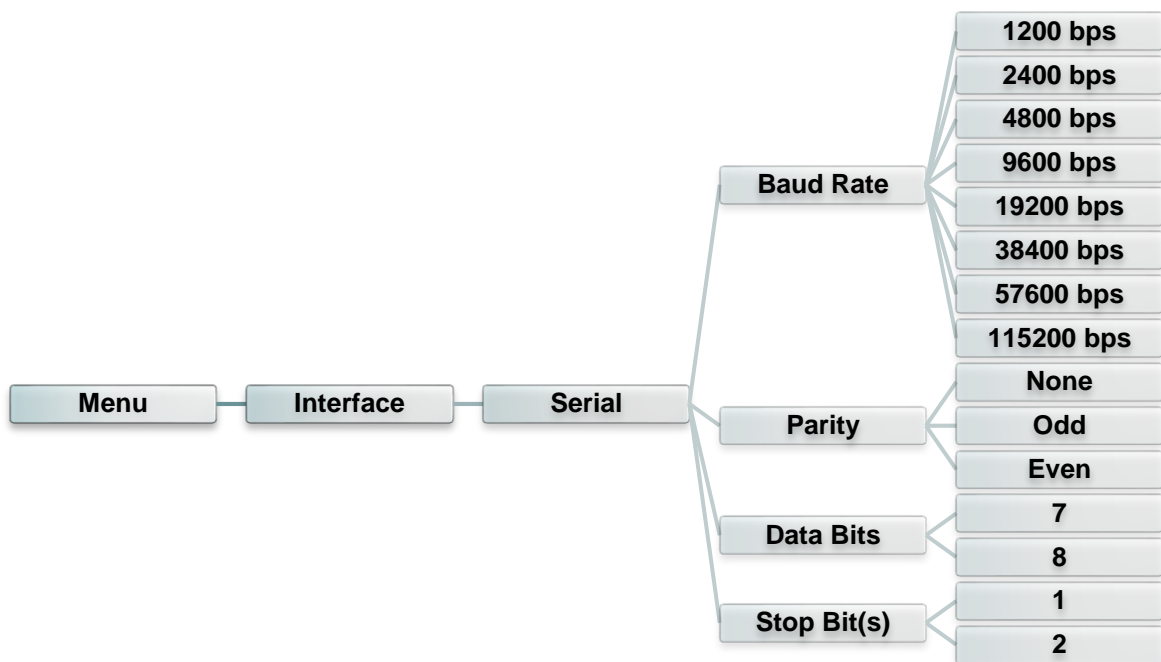 1200 bps
2400 bps
4800 bps
9600 bps
Baud Rate
19200 bps
38400 bps
57600 bps
115200 bps
Menu
Interface
Serial
None
Parity
Odd
Even
7
Data Bits
8
1
Stop Bit(s)
2